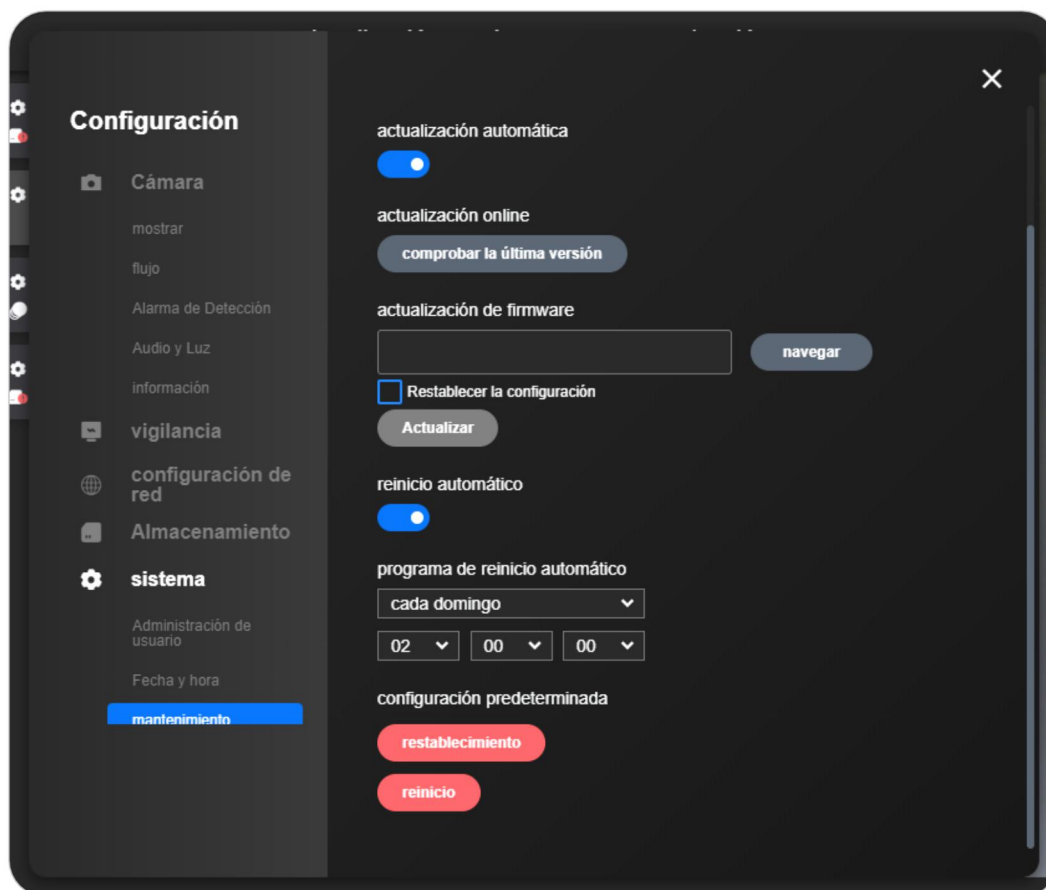 Configuración
Cámara
mostrar
flujo
Alarma de Detección
Audio y Luz
información
vigilancia
configuración de
red
Almacenamiento
sistema
Administración de
usuario
Fecha y hora
mantenimiento
actualización automática
actualización online
comprobar la última versión
actualización de firmware
navegar
Restablecer la configuración
Actualizar
reinicio automático
programa de reinicio automático
cada domingo
02 00 00
configuración predeterminada
restablecimiento
reinicio